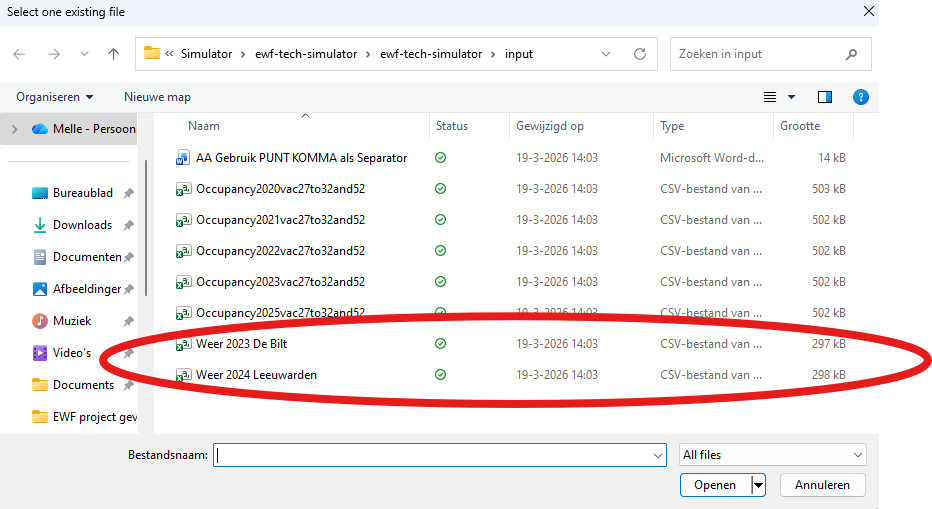 Select one existing file
« Simulator › ewf-tech-simulator › ewf-tech-simulator › input
Zoeken in input
Organiseren Nieuwe map
Melle - Persoon
Bureaublad
Downloads
Documenten
Afbeeldinger
Muziek
Video's
Documents
EWF project gev
Naam Status Gewijzigd op Type Grootte
AA Gebruik PUNT KOMMA als Separator 19-3-2026 14:03 Microsoft Word-d... 14 kB
Occupancy2020vac27to32and52 19-3-2026 14:03 CSV-bestand van ... 503 kB
Occupancy2021vac27to32and52 19-3-2026 14:03 CSV-bestand van ... 502 kB
Occupancy2022vac27to32and52 19-3-2026 14:03 CSV-bestand van ... 502 kB
Occupancy2023vac27to32and52 19-3-2026 14:03 CSV-bestand van ... 502 kB
Occupancy2025vac27to32and52 19-3-2026 14:03 CSV-bestand van ... 502 kB
Weer 2023 De Bilt 19-3-2026 14:03 CSV-bestand van ... 297 kB
Weer 2024 Leeuwarden 19-3-2026 14:03 CSV-bestand van ... 298 kB
Bestandsnaam: All files
Openen Annuleren